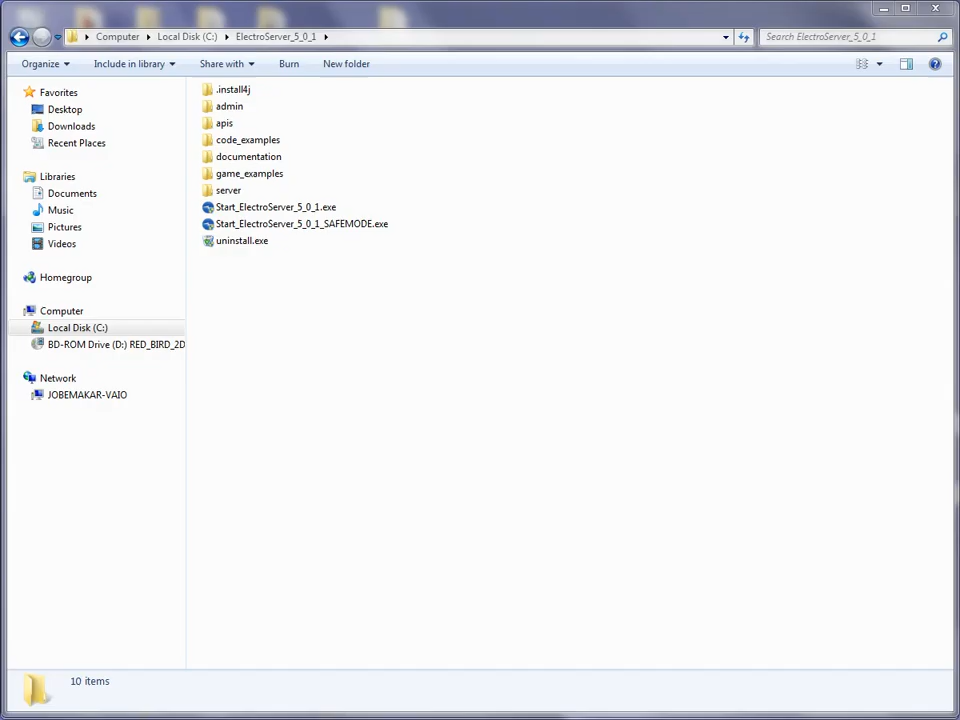 Computer Local Disk (C:) ElectroServer_5_0_1 Search ElectroServer_5_0_1
Organize Include in library Share with Burn New folder
Favorites
Desktop
Downloads
Recent Places
Libraries
Documents
Music
Pictures
Videos
Homegroup
Computer
Local Disk (C:)
BD-ROM Drive (D:) RED_BIRD_2D
Network
JOBEMAKAR-VAIO
.install4j
admin
apis
code_examples
documentation
game_examples
server
Start_ElectroServer_5_0_1.exe
Start_ElectroServer_5_0_1_SAFEMODE.exe
uninstall.exe
10 items